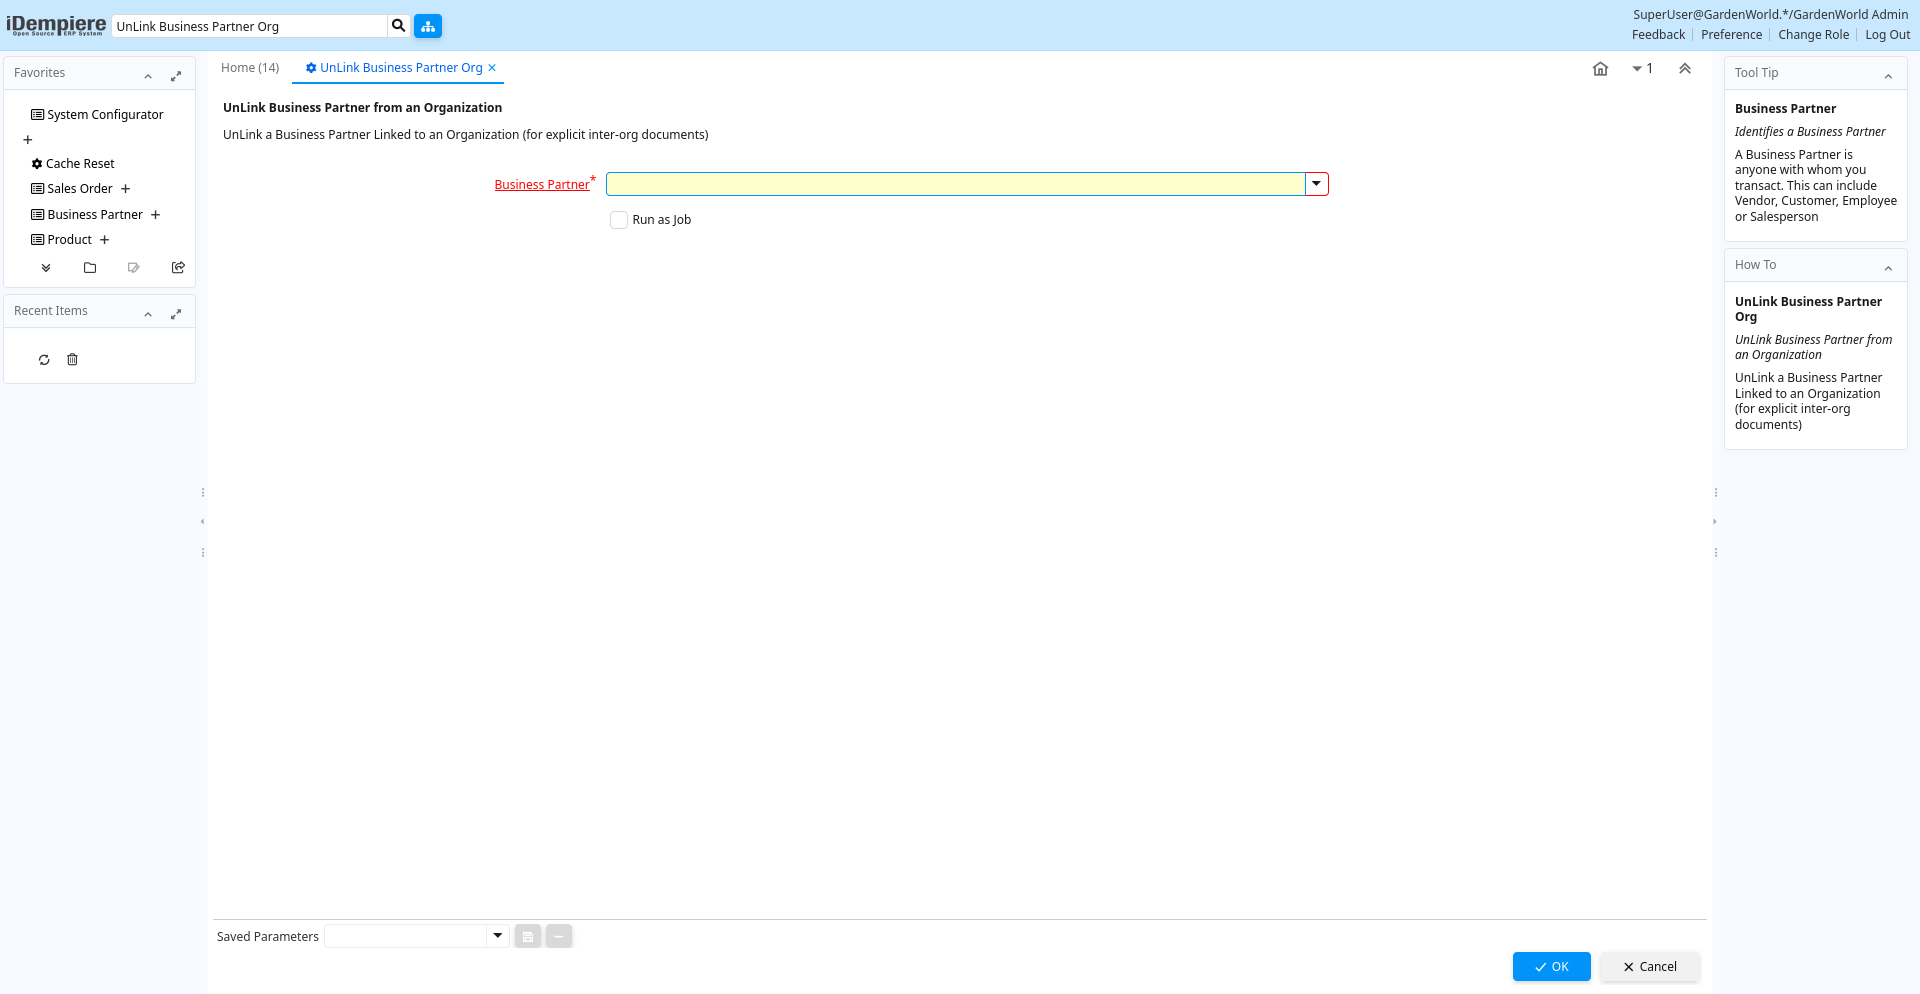 iDempiere
Open Source ERP System
UnLink Business Partner Org
SuperUser@GardenWorld.*/GardenWorld Admin
Feedback Preference Change Role Log Out
Favorites
System Configurator
Cache Reset
Sales Order
Business Partner
Product
Recent Items
Home (14)
UnLink Business Partner Org
1
UnLink Business Partner from an Organization
UnLink a Business Partner Linked to an Organization (for explicit inter-org documents)
Business Partner*
Run as Job
Saved Parameters
OK
Cancel
Tool Tip
Business Partner
Identifies a Business Partner
A Business Partner is
anyone with whom you
transact. This can include
Vendor, Customer, Employee
or Salesperson
How To
UnLink Business Partner
Org
UnLink Business Partner from
an Organization
UnLink a Business Partner
Linked to an Organization
(for explicit inter-org
documents)